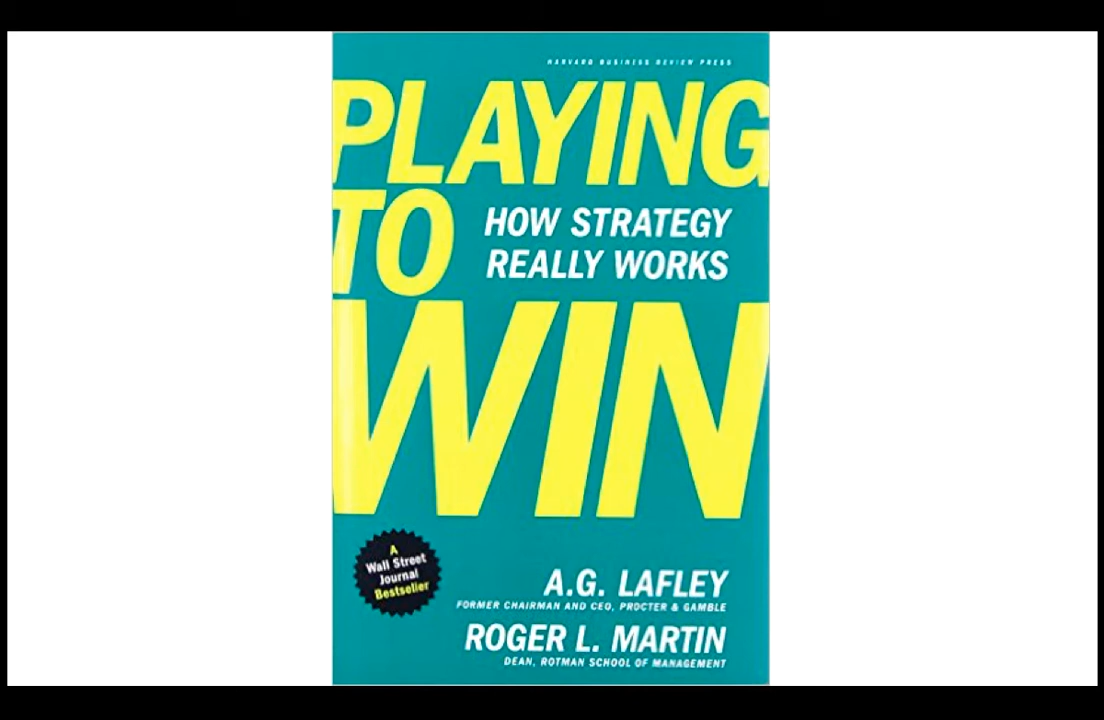 HARVARD BUSINESS REVIEW PRESS
PLAYING
TO
HOW STRATEGY
REALLY WORKS
WIN
A
Wall Street
Journal
Bestseller
A.G. LAFLEY
FORMER CHAIRMAN AND CEO, PROCTER & GAMBLE
ROGER L. MARTIN
DEAN, ROTMAN SCHOOL OF MANAGEMENT